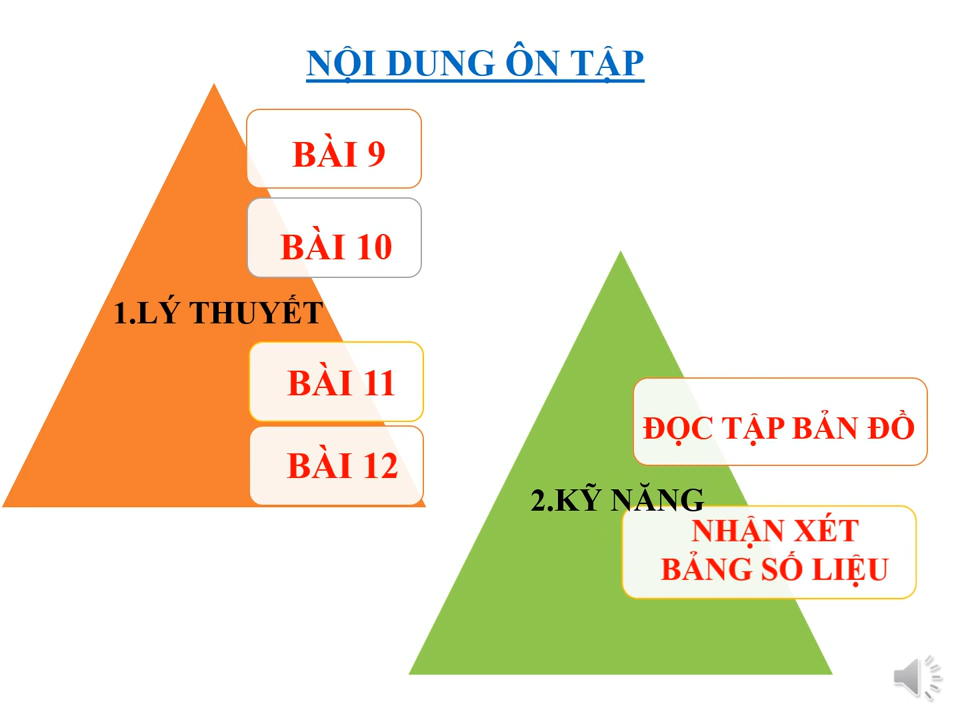 NỘI DUNG ÔN TẬP
BÀI 9
BÀI 10
1.LÝ THUYẾT
BÀI 11
BÀI 12
ĐỌC TẬP BẢN ĐỒ
2.KỸ NĂNG
NHẬN XÉT
BẢNG SỐ LIỆU